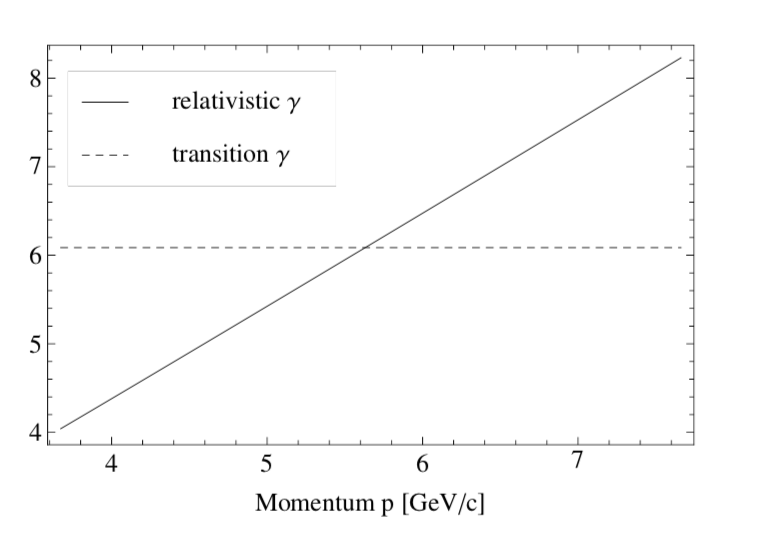 8
relativistic γ
transition γ
7
6
5
4
4 5 6 7
Momentum p [GeV/c]